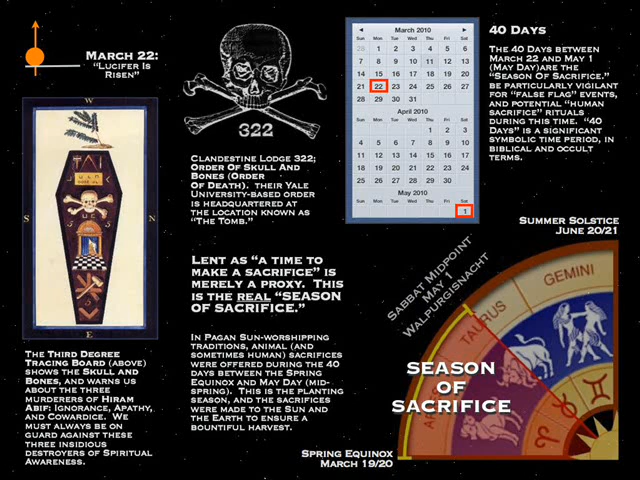 March 22:
"Lucifer Is
Risen"
W
S
N
E
The Third Degree
Tracing Board (above)
shows the Skull and
Bones, and warns us
about the three
murderers of Hiram
Abif: Ignorance, Apathy,
and Cowardice. We
must always be on
guard against these
three insidious
destroyers of Spiritual
Awareness.
322
Clandestine Lodge 322;
Order Of Skull And
Bones (Order
Of Death). Their Yale
University-based order
is headquartered at
the location known as
"The Tomb."
Lent as "a time to
make a sacrifice" is
merely a proxy. This
is the real "Season
of Sacrifice."
In Pagan Sun-worshipping
traditions, animal (and
sometimes human) sacrifices
were offered during the 40
days between the Spring
Equinox and May Day (mid-
spring). This is the planting
season, and the sacrifices
were made to the Sun and
the Earth to ensure a
bountiful harvest.
March 2010
Sun Mon Tue Wed Thu Fri Sat
28 1 2 3 4 5 6
7 8 9 10 11 12 13
14 15 16 17 18 19 20
21 22 23 24 25 26 27
28 29 30 31
April 2010
Sun Mon Tue Wed Thu Fri Sat
1 2 3
4 5 6 7 8 9 10
11 12 13 14 15 16 17
18 19 20 21 22 23 24
25 26 27 28 29 30
May 2010
Sun Mon Tue Wed Thu Fri Sat
1
40 Days
The 40 Days between
March 22 and May 1
(May Day)are the
"Season Of Sacrifice."
Be particularly vigilant
for "false flag" events,
and potential "human
sacrifice" rituals
during this time. "40
Days" is a significant
symbolic time period, in
biblical and occult
terms.
Summer Solstice
June 20/21
Sabbat Midpoint
May 1
Walpurgisnacht
GEMINI
TAURUS
SEASON
OF
SACRIFICE
Spring Equinox
March 19/20